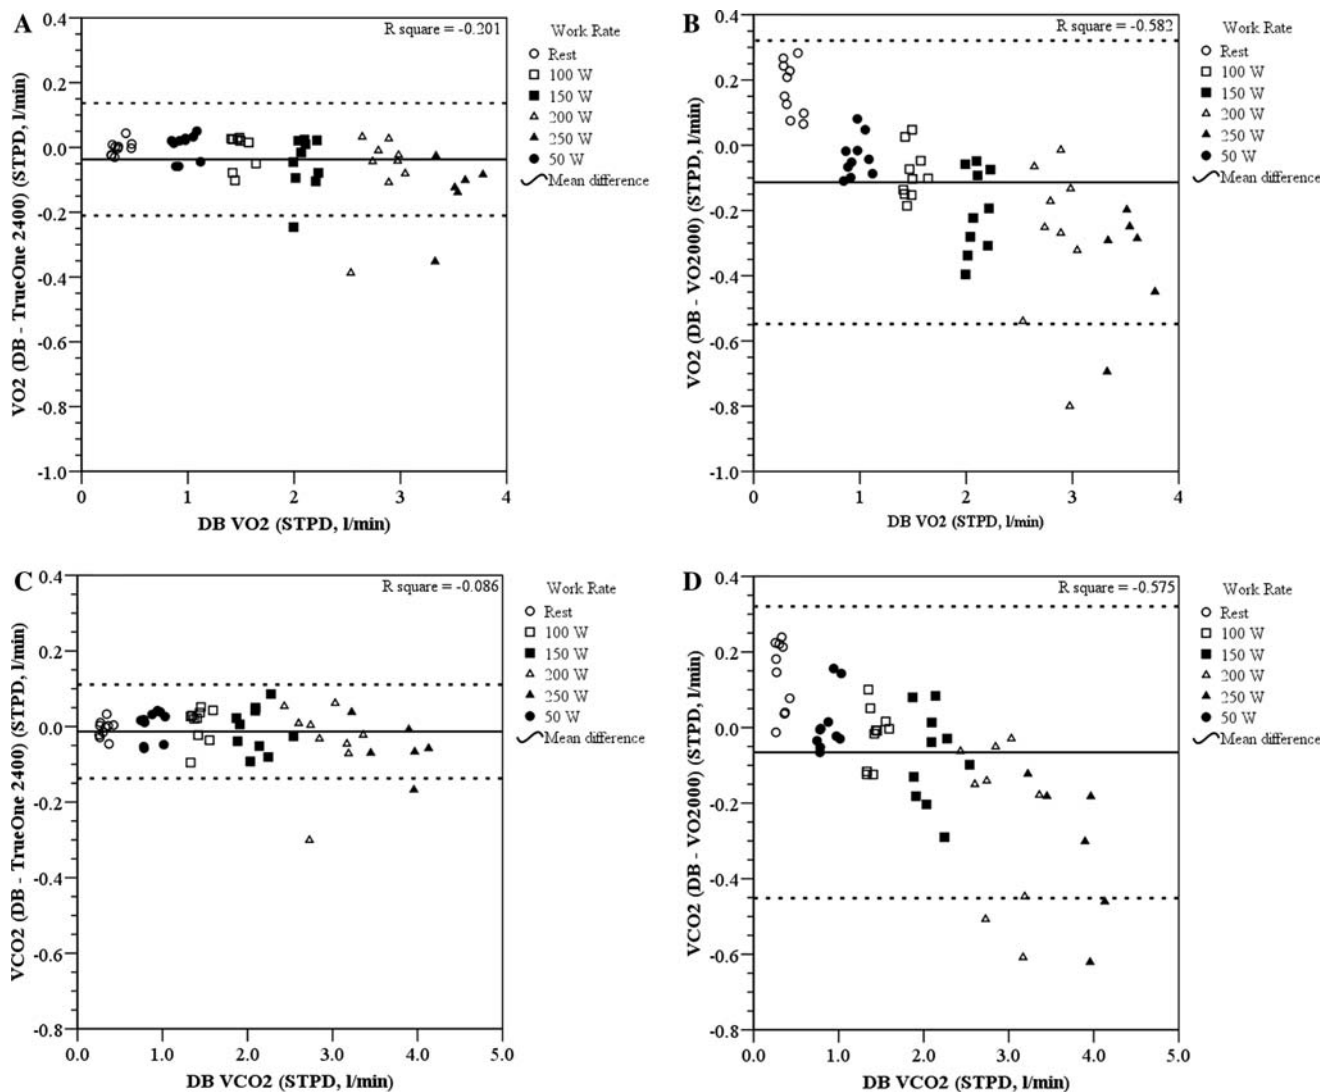 A
R square = -0.201
0.4
0.2
0.0
-0.2
-0.4
-0.6
-0.8
-1.0
VO2 (DB - TrueOne 2400) (STPD, l/min)
0
1
2
3
4
DB VO2 (STPD, l/min)
Work Rate
Rest
100 W
150 W
200 W
250 W
50 W
Mean difference
B
R square = -0.582
0.4
0.2
0.0
-0.2
-0.4
-0.6
-0.8
-1.0
VO2 (DB - VO2000) (STPD, l/min)
0
1
2
3
4
DB VO2 (STPD, l/min)
Work Rate
Rest
100 W
150 W
200 W
250 W
50 W
Mean difference
C
R square = -0.086
0.4
0.2
0.0
-0.2
-0.4
-0.6
-0.8
VCO2 (DB - TrueOne 2400) (STPD, l/min)
0.0
1.0
2.0
3.0
4.0
5.0
DB VCO2 (STPD, l/min)
Work Rate
Rest
100 W
150 W
200 W
250 W
50 W
Mean difference
D
R square = -0.575
0.4
0.2
0.0
-0.2
-0.4
-0.6
-0.8
VCO2 (DB - VO2000) (STPD, l/min)
0.0
1.0
2.0
3.0
4.0
5.0
DB VCO2 (STPD, l/min)
Work Rate
Rest
100 W
150 W
200 W
250 W
50 W
Mean difference